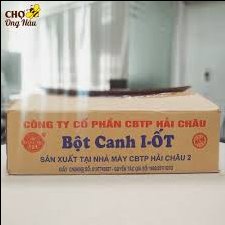 CHỢ
Ông Hàu
CÔNG TY CỔ PHẦN CBTP HẢI CHÂU
Bột Canh I-ỐT
SẢN XUẤT TẠI NHÀ MÁY CBTP HẢI CHÂU 2